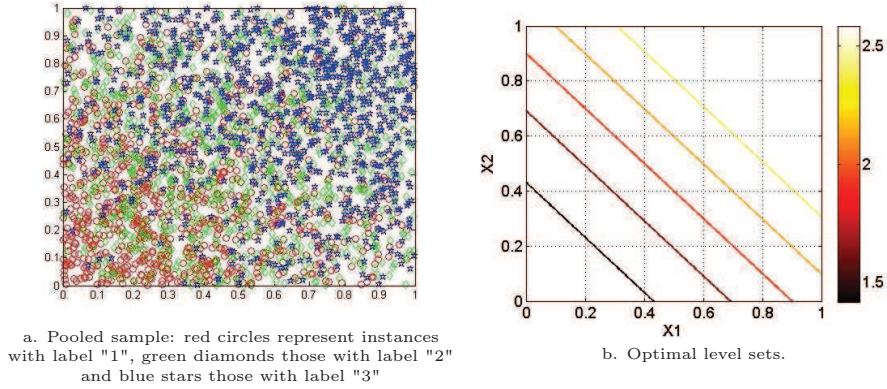 1
0.9
0.8
0.7
0.6
0.5
0.4
0.3
0.2
0.1
0
0. 0.1 0.2 0.3 0.4 0.5 0.6 0.7 0.8 0.9 1
a. Pooled sample: red circles represent instances
with label "1", green diamonds those with label "2"
and blue stars those with label "3"
1
0.8
0.6
0.4
0.2
0
X2
0 0.2 0.4 0.6 0.8 1
X1
2.5
2
1.5
b. Optimal level sets.